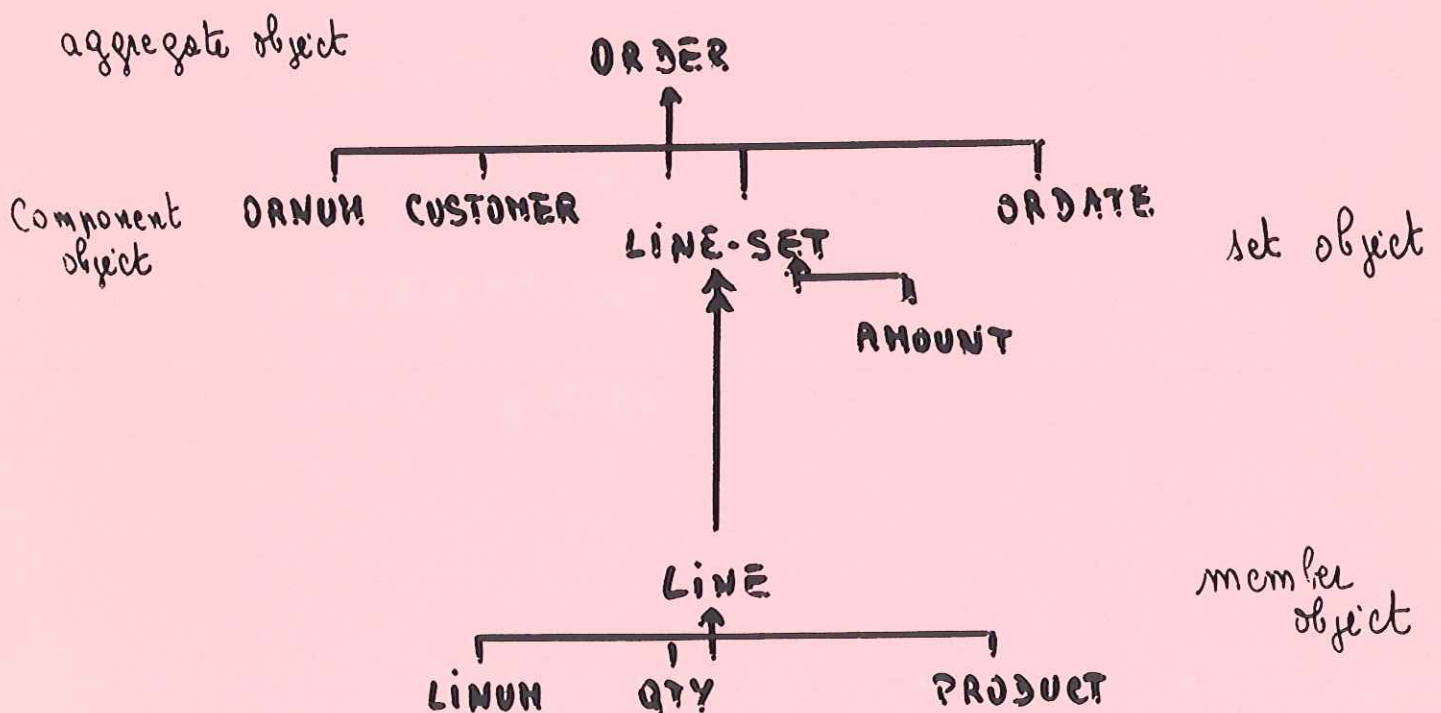 aggregate object
ORDER
Component object
ORNUM CUSTOMER
LINE-SET
ORDATE
set object
AMOUNT
LINE
member object
LINUM QTY PRODUCT